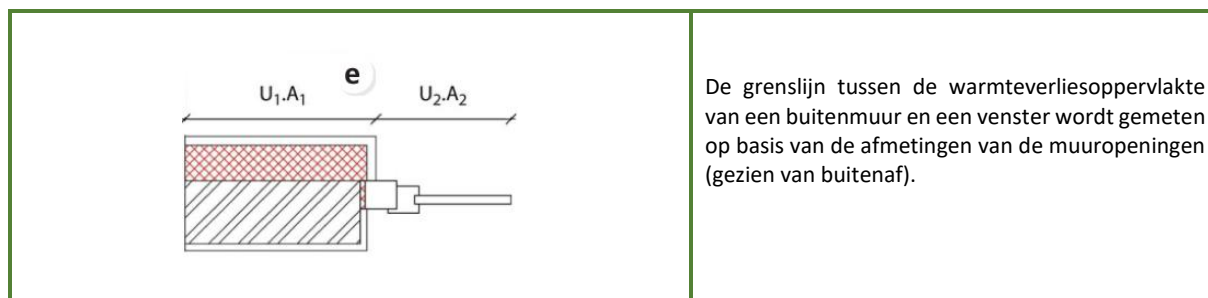 e
U₁.A₁ U₂.A₂
De grenslijn tussen de warmteverliesoppervlakte
van een buitenmuur en een venster wordt gemeten
op basis van de afmetingen van de muuropeningen
(gezien van buitenaf).